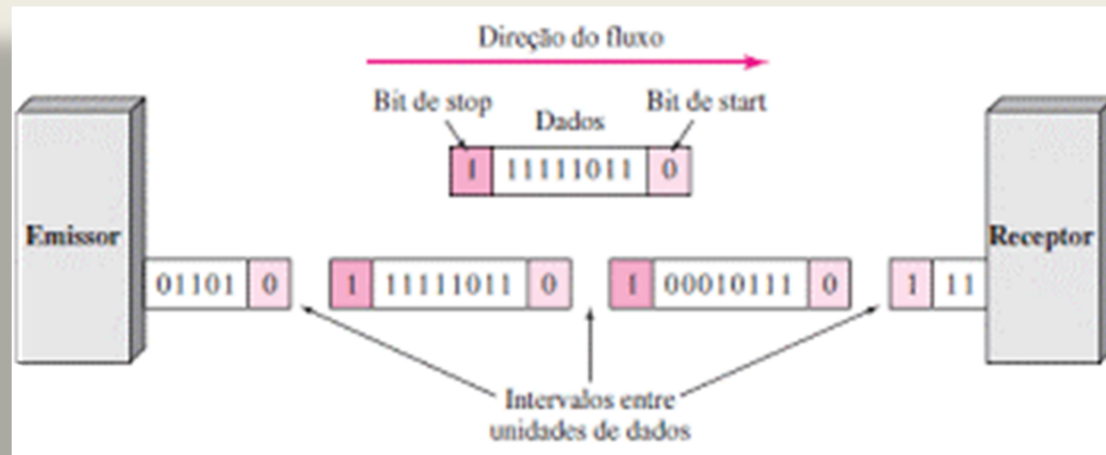 Direção do fluxo
Bit de stop
Bit de start
Dados
1 11111011 0
Emissor
Receptor
01101 0
1 11111011 0
1 00010111 0
1 11
Intervalos entre
unidades de dados